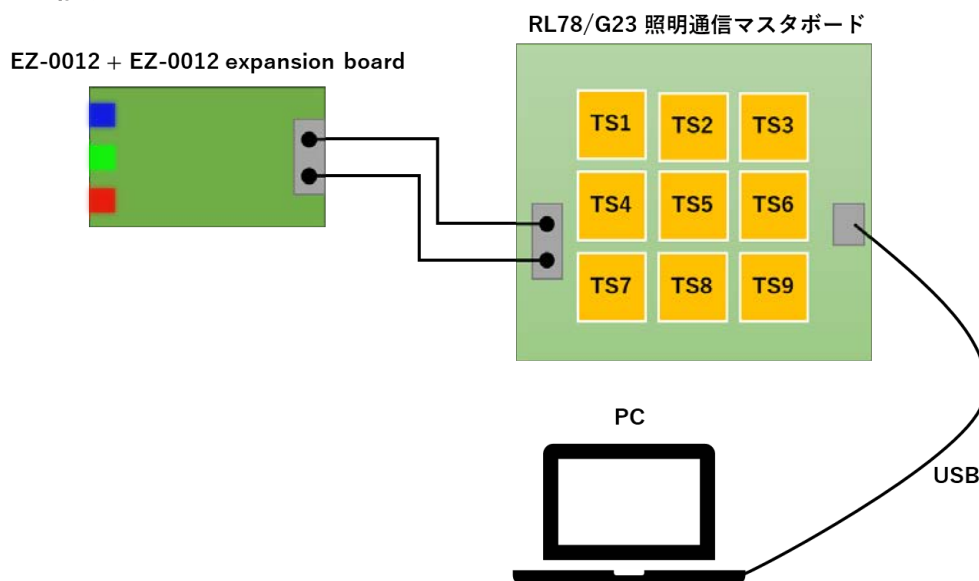 RL78/G23 照明通信マスタボード
EZ-0012 + EZ-0012 expansion board
TS1
TS2
TS3
TS4
TS5
TS6
TS7
TS8
TS9
PC
USB